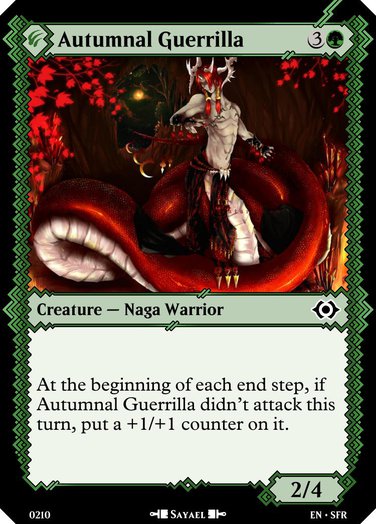 Autumnal Guerrilla 3
Creature — Naga Warrior
At the beginning of each end step, if
Autumnal Guerrilla didn't attack this
turn, put a +1/+1 counter on it.
2/4
0210 SAYAEL EN • SFR